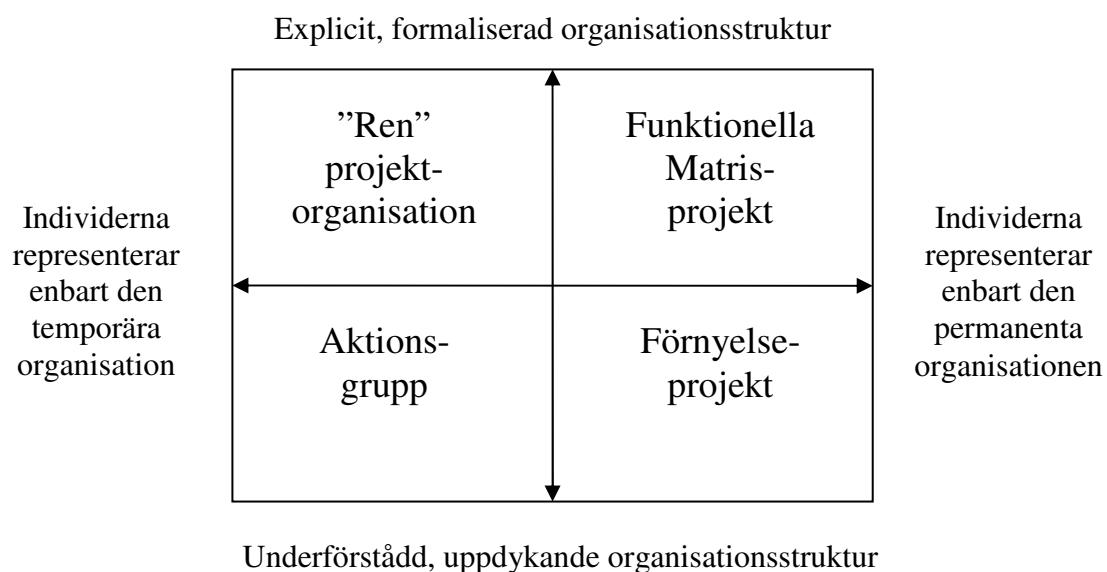 Explicit, formaliserad organisationsstruktur
”Ren”
projekt-
organisation
Funktionella
Matris-
projekt
Individerna
representerar
enbart den
temporära
organisation
Individerna
representerar
enbart den
permanenta
organisationen
Aktions-
grupp
Förnyelse-
projekt
Underförstådd, uppdykande organisationsstruktur